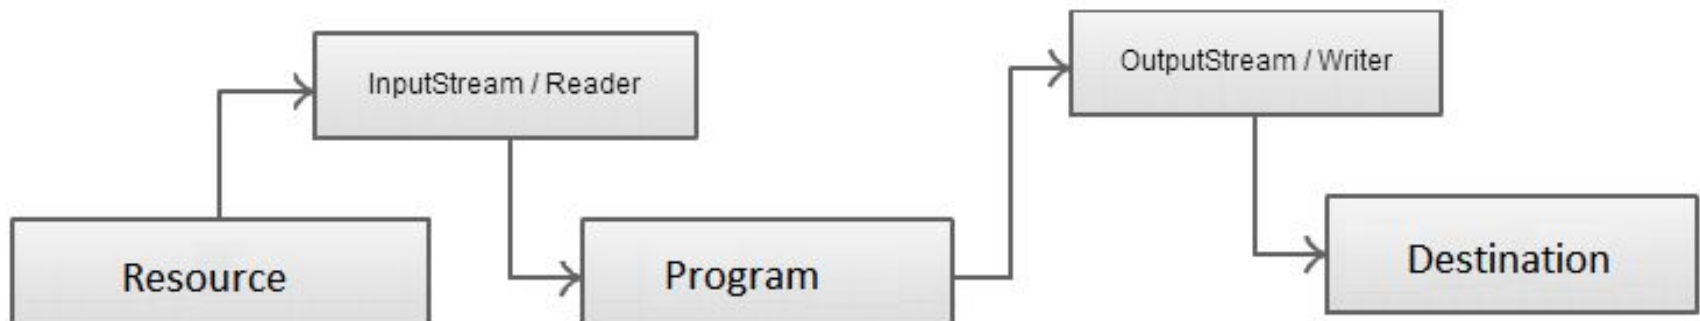 Resource
InputStream / Reader
Program
OutputStream / Writer
Destination